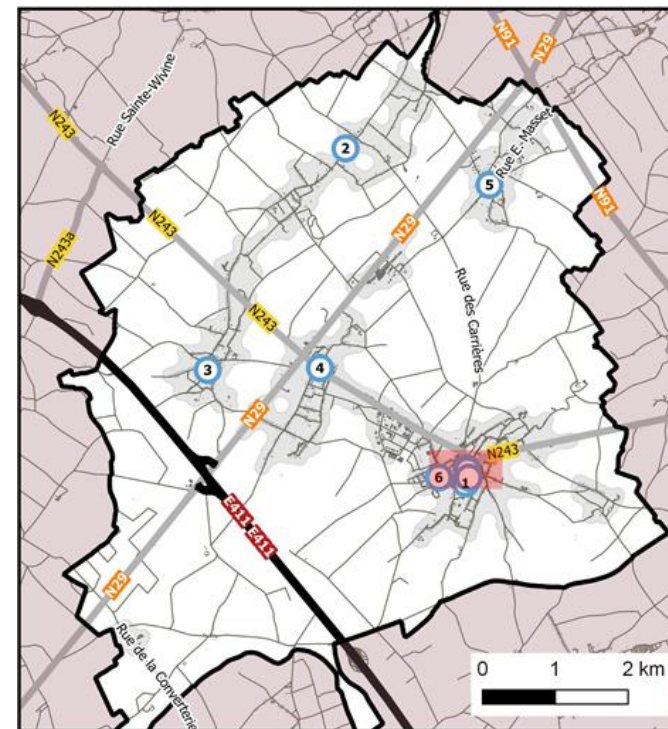 N91
N29
Rue Sainte-Wivine
N243
2
Rue E. Masset
5
N243
N91
N243a
N29
Rue des Carrières
N243
3
4
N29
N243
6
1
E411
E411
N29
Rue de la Converterie
0 1 2 km